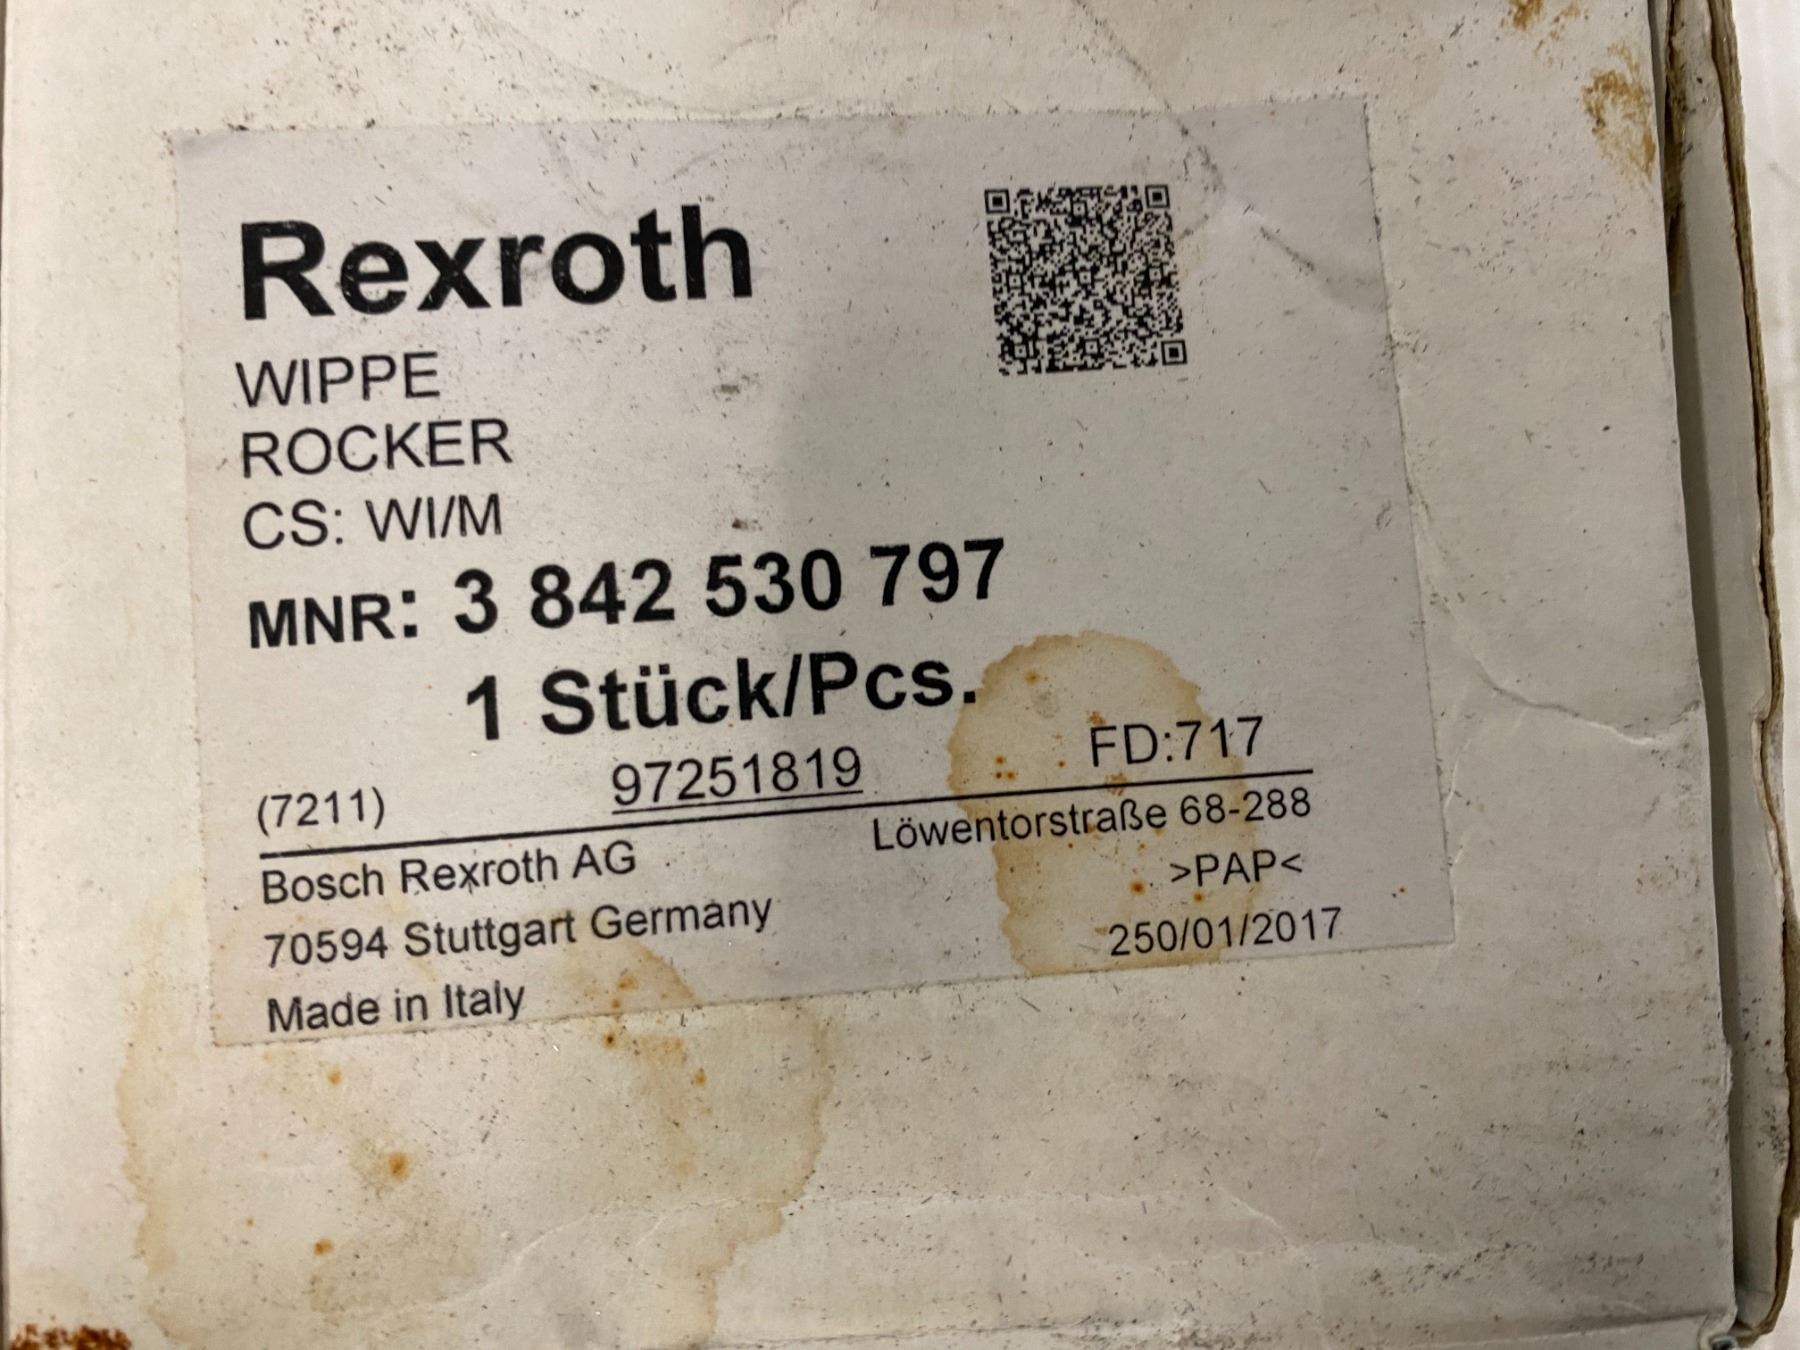 Rexroth
WIPPE
ROCKER
CS: WI/M
MNR: 3 842 530 797
1 Stück/Pcs.
(7211) 97251819 FD:717
Bosch Rexroth AG Löwentorstraße 68-288
70594 Stuttgart Germany >PAP<
Made in Italy 250/01/2017